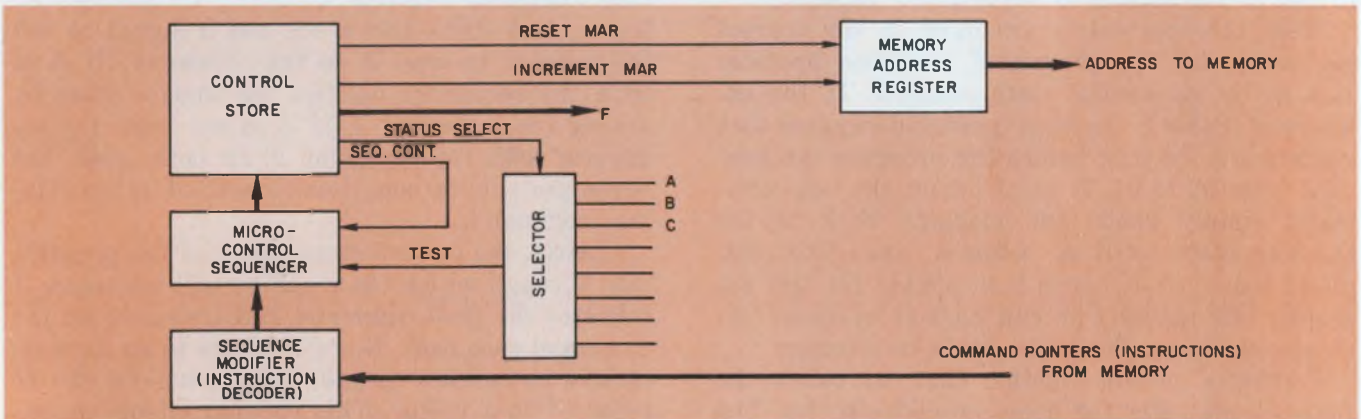 RESET MAR
INCREMENT MAR
CONTROL
STORE
F
STATUS SELECT
SEQ. CONT.
MEMORY
ADDRESS
REGISTER
ADDRESS TO MEMORY
A
B
C
SELECTOR
MICRO-
CONTROL
SEQUENCER
TEST
SEQUENCE
MODIFIER
(INSTRUCTION
DECODER)
COMMAND POINTERS (INSTRUCTIONS)
FROM MEMORY